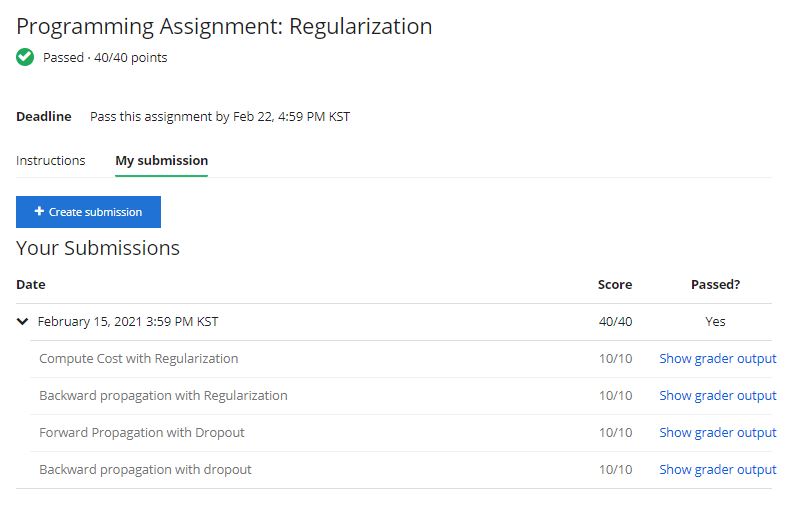 Programming Assignment: Regularization
Passed · 40/40 points
Deadline Pass this assignment by Feb 22, 4:59 PM KST
Instructions My submission
+ Create submission
Your Submissions
Date Score Passed?
February 15, 2021 3:59 PM KST 40/40 Yes
Compute Cost with Regularization 10/10 Show grader output
Backward propagation with Regularization 10/10 Show grader output
Forward Propagation with Dropout 10/10 Show grader output
Backward propagation with dropout 10/10 Show grader output